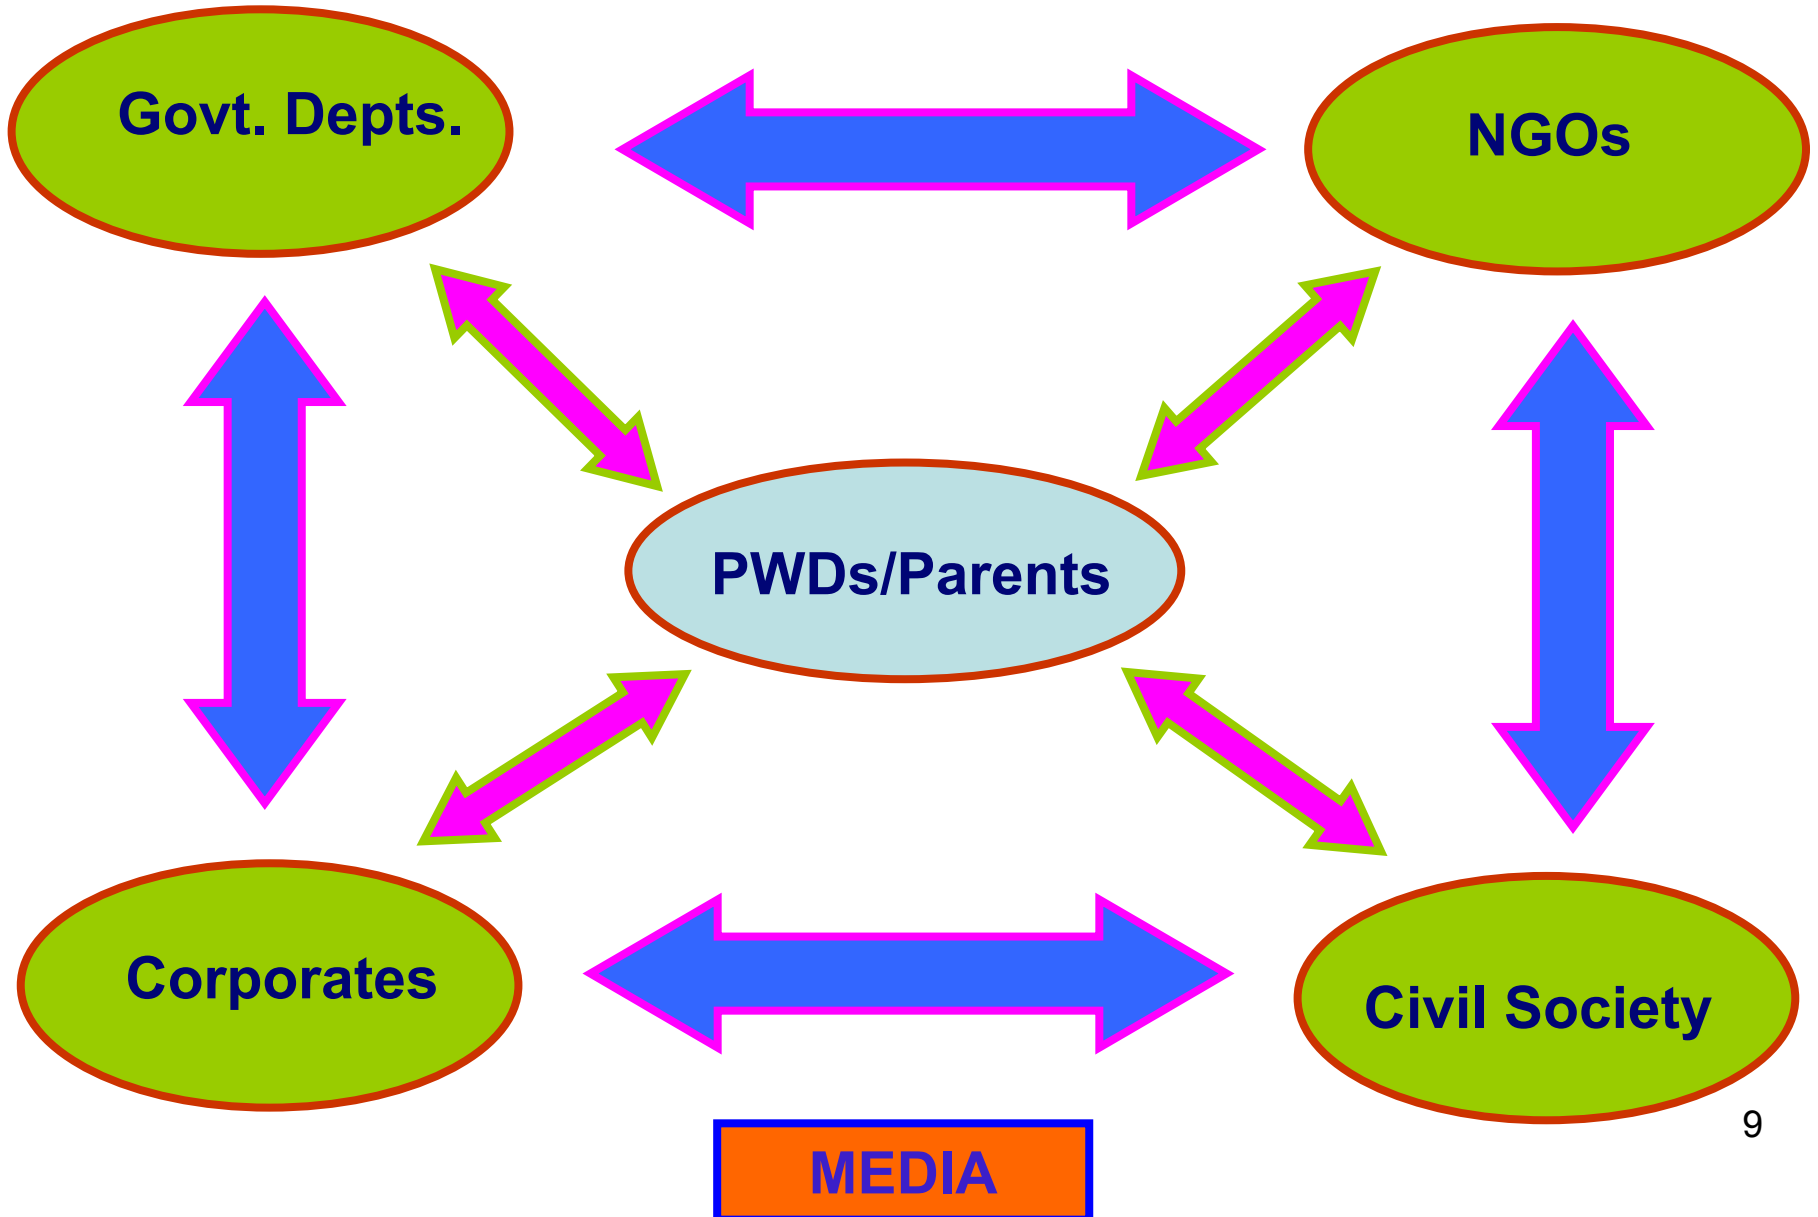 Govt. Depts.
NGOs
PWDs/Parents
Corporates
Civil Society
9
MEDIA